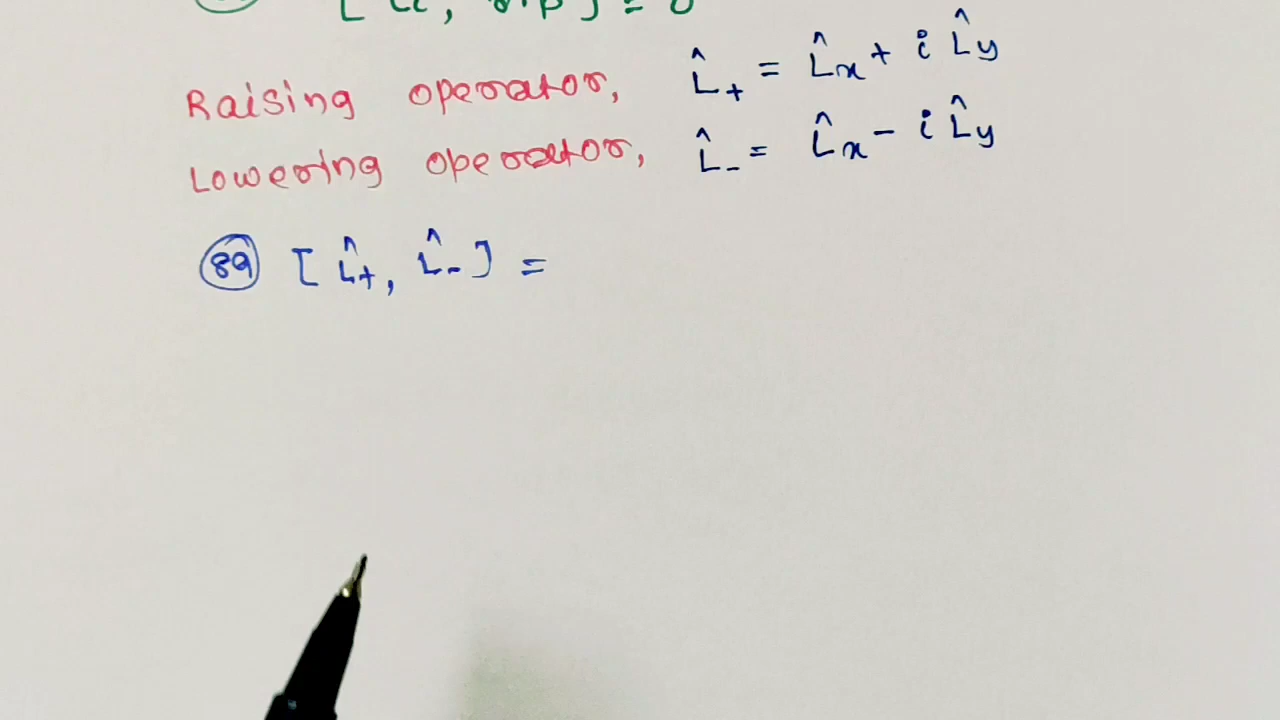 Raising operator, L̂₊ = L̂x + i L̂y
Lowering operator, L̂₋ = L̂x - i L̂y
89 [ L̂₊, L̂₋ ] =